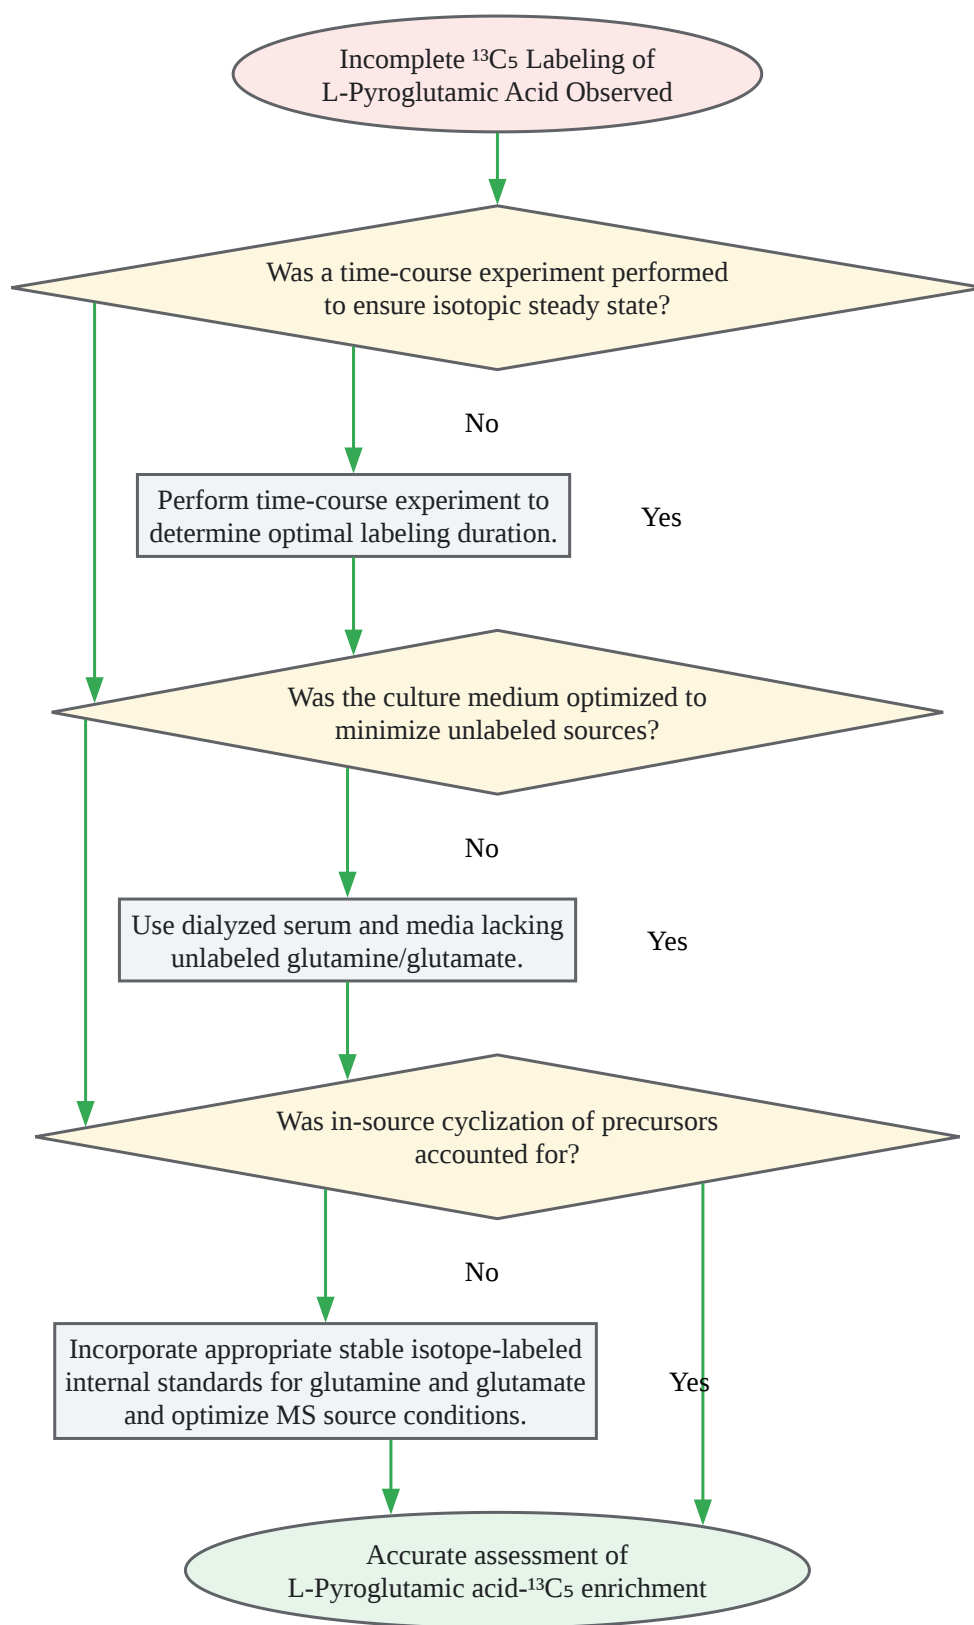 Incomplete ¹³C₅ Labeling of
L-Pyroglutamic Acid Observed
Was a time-course experiment performed
to ensure isotopic steady state?
No
Perform time-course experiment to
determine optimal labeling duration.
Yes
Was the culture medium optimized to
minimize unlabeled sources?
No
Use dialyzed serum and media lacking
unlabeled glutamine/glutamate.
Yes
Was in-source cyclization of precursors
accounted for?
No
Incorporate appropriate stable isotope-labeled
internal standards for glutamine and glutamate
and optimize MS source conditions.
Yes
Accurate assessment of
L-Pyroglutamic acid-¹³C₅ enrichment